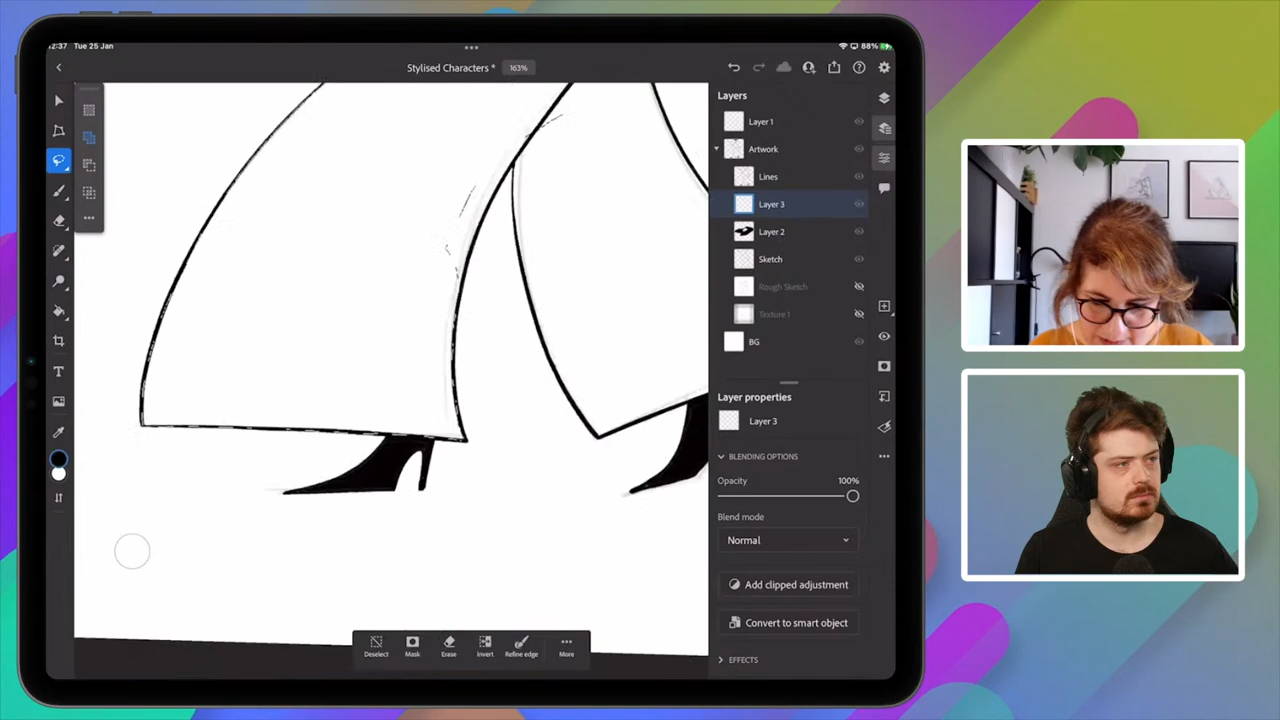 12:37 Tue 25 Jan
88%
Stylised Characters * 163%
Layers
Layer 1
Artwork
Lines
Layer 3
Layer 2
Sketch
Rough Sketch
Texture 1
BG
Layer properties
Layer 3
BLENDING OPTIONS
Opacity 100%
Blend mode
Normal
Add clipped adjustment
Convert to smart object
EFFECTS
Deselect Mask Erase Invert Refine edge More